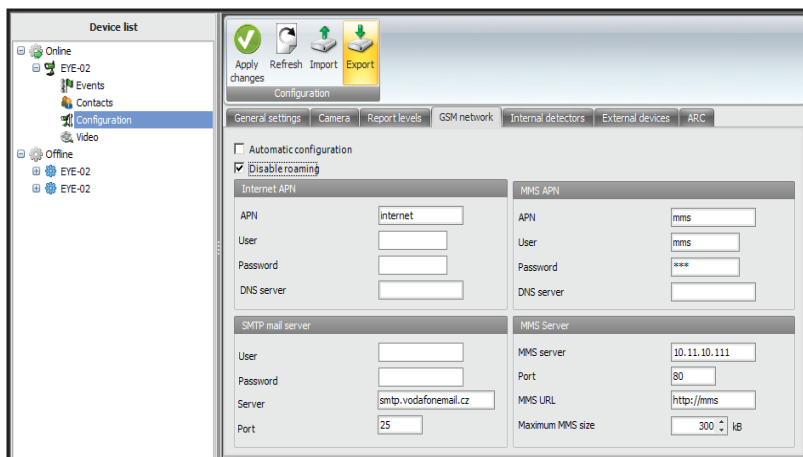 Device list
Online
EYE-02
Events
Contacts
Configuration
Video
Offline
EYE-02
EYE-02
Apply changes
Refresh
Import
Export
Configuration
General settings
Camera
Report levels
GSM network
Internal detectors
External devices
ARC
Automatic configuration
Disable roaming
Internet APN
APN internet
User
Password
DNS server
MMS APN
APN mms
User mms
Password ***
DNS server
SMTP mail server
User
Password
Server smtp.vodafonemail.cz
Port 25
MMS Server
MMS server 10.11.10.111
Port 80
MMS URL http://mms
Maximum MMS size 300 kB